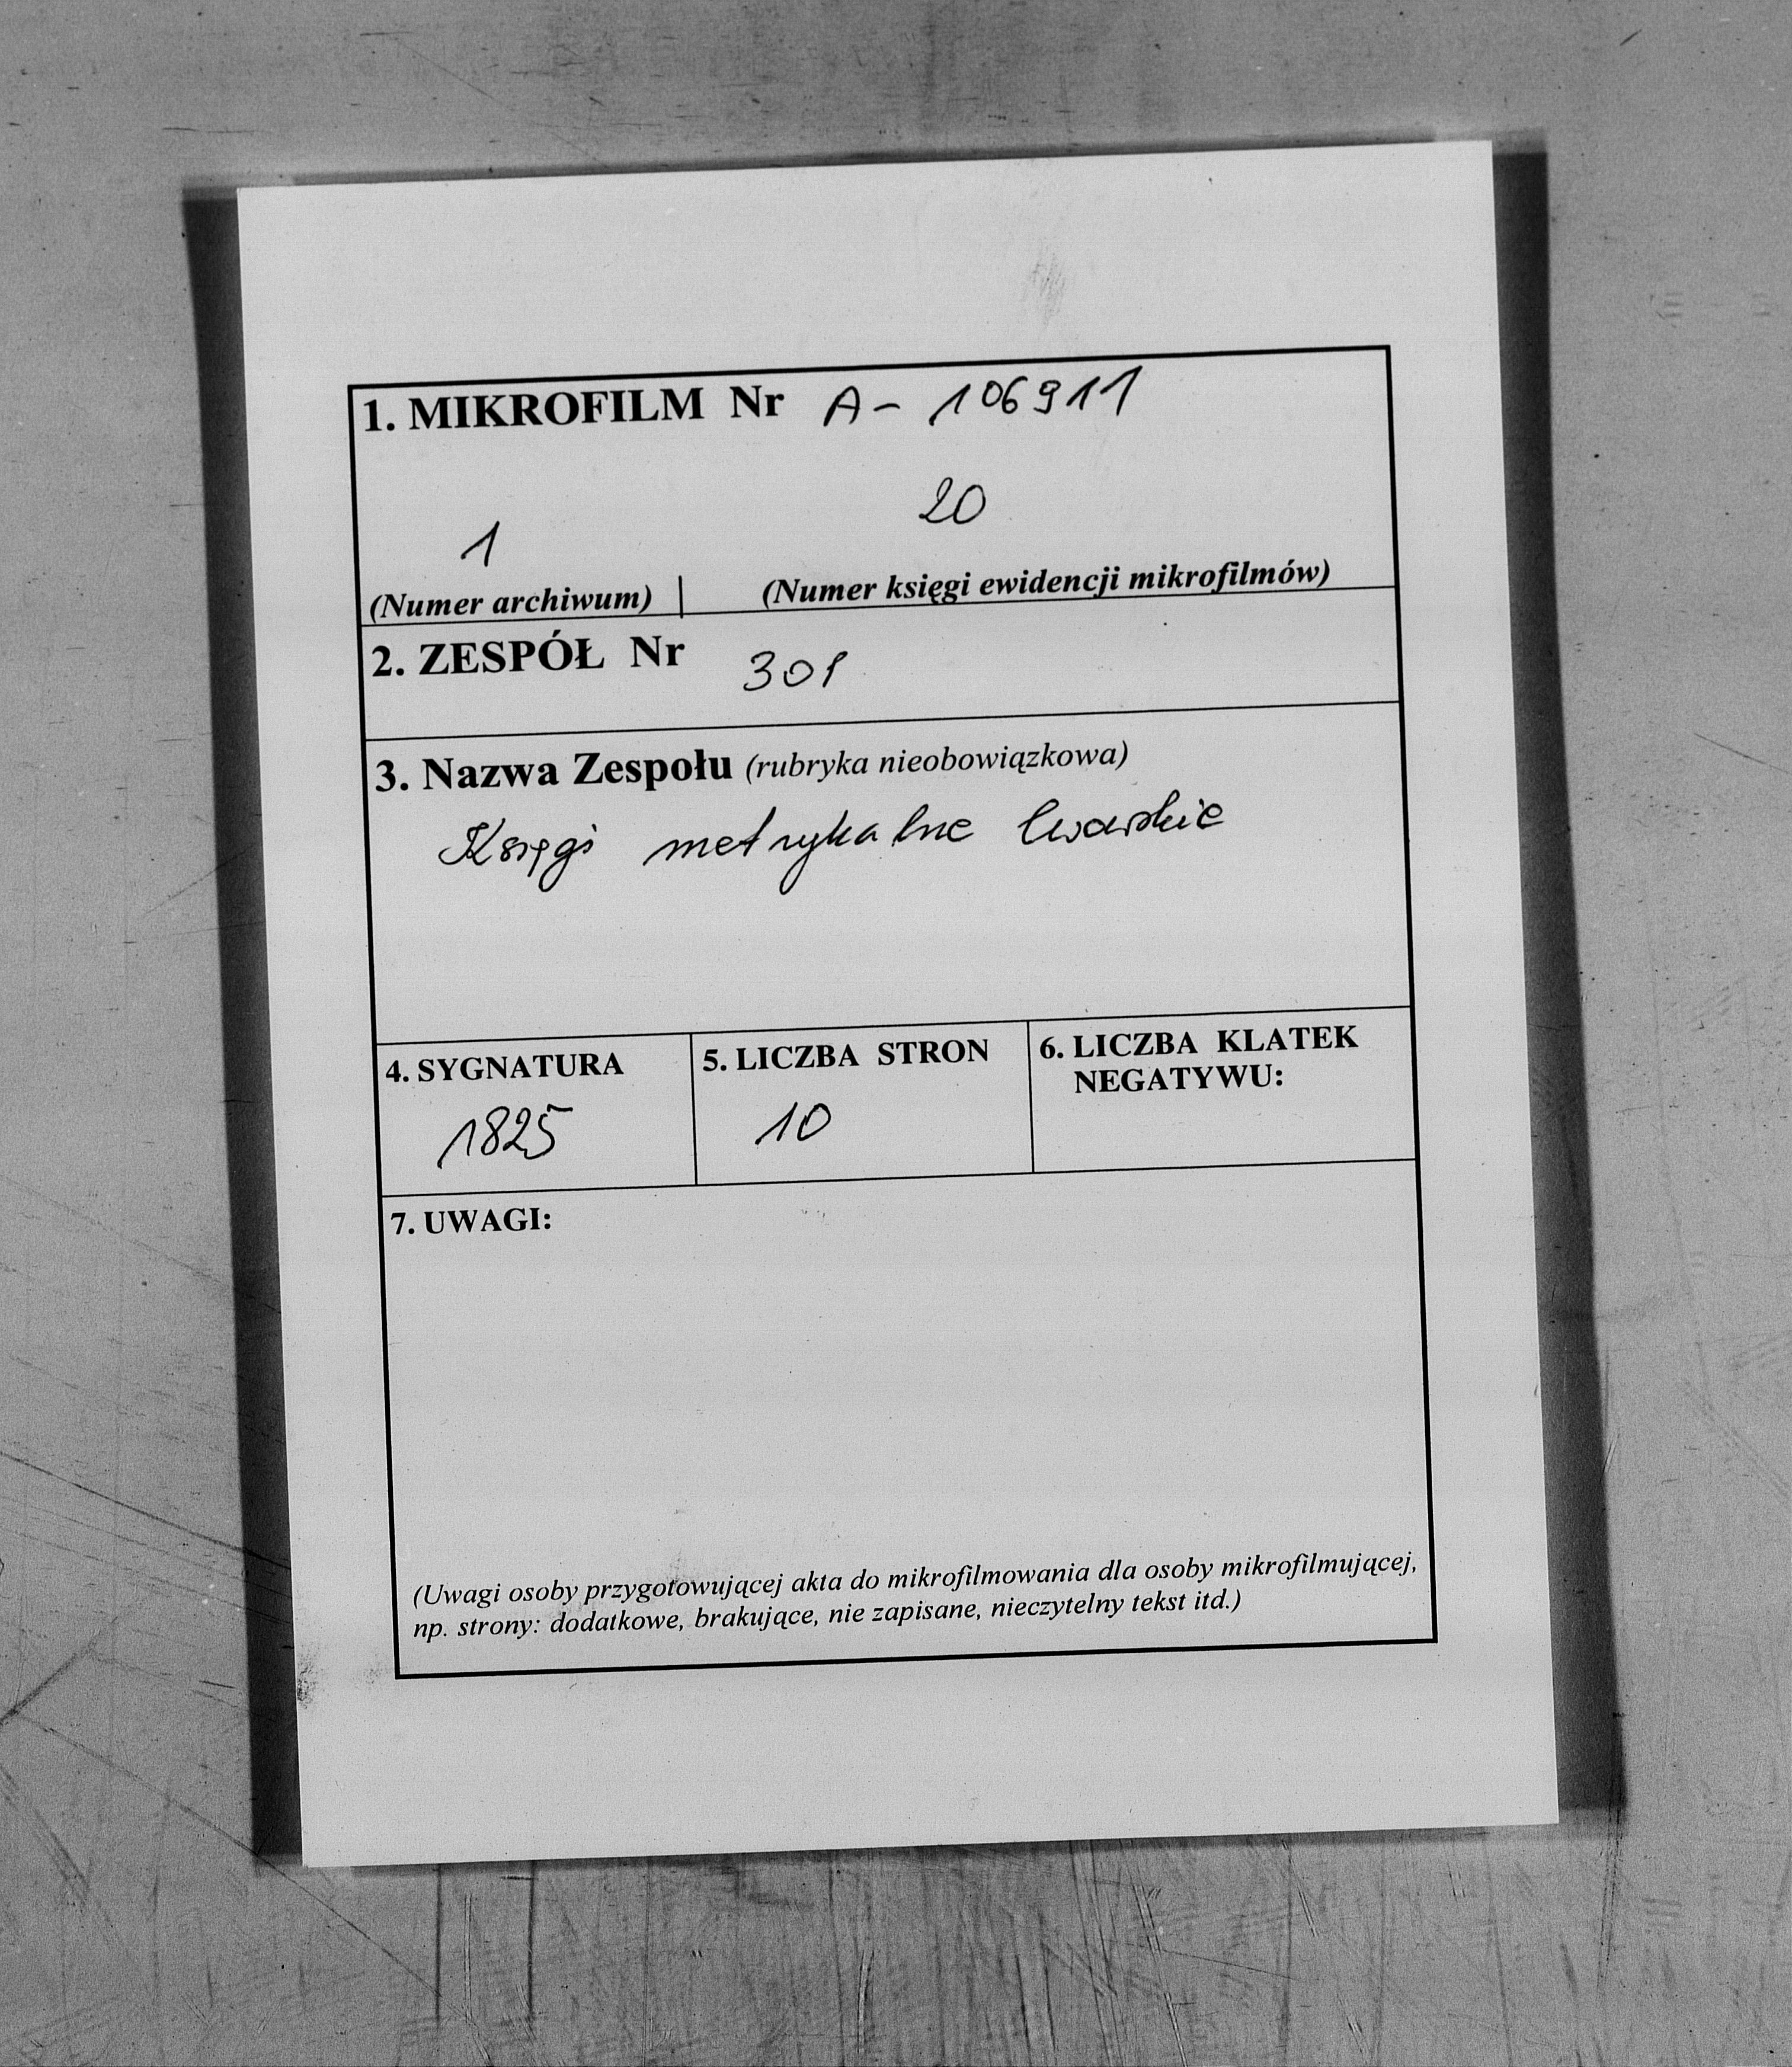 1. MIKROFILM Nr A - 106911
1 20
(Numer archiwum) | (Numer księgi ewidencji mikrofilmów)
2. ZESPÓŁ Nr 301
3. Nazwa Zespołu (rubryka nieobowiązkowa)
Księgi metrykalne
4. SYGNATURA
1825
5. LICZBA STRON
10
6. LICZBA KLATEK
NEGATYWU:
7. UWAGI:
(Uwagi osoby przygotowującej akta do mikrofilmowania dla osoby mikrofilmującej,
np. strony: dodatkowe, brakujące, nie zapisane, nieczytelny tekst itd.)